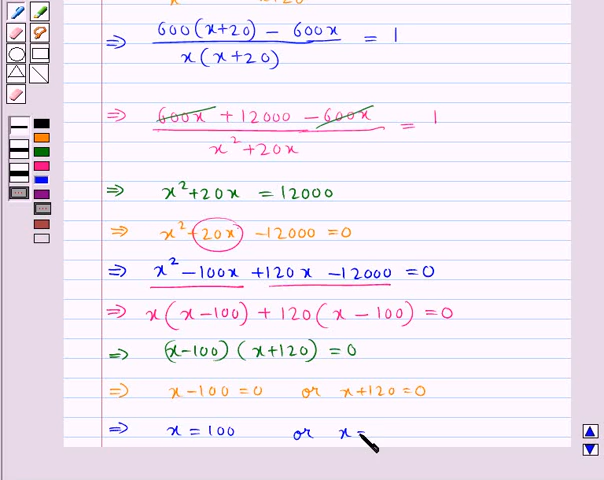 x x+20
⇒ 600(x+20) - 600x / x(x+20) = 1
⇒ 600x + 12000 - 600x / x² + 20x = 1
⇒ x² + 20x = 12000
⇒ x² + 20x - 12000 = 0
⇒ x² - 100x + 120x - 12000 = 0
⇒ x(x-100) + 120(x-100) = 0
⇒ (x-100)(x+120) = 0
⇒ x-100 = 0 or x+120 = 0
⇒ x = 100 or x =